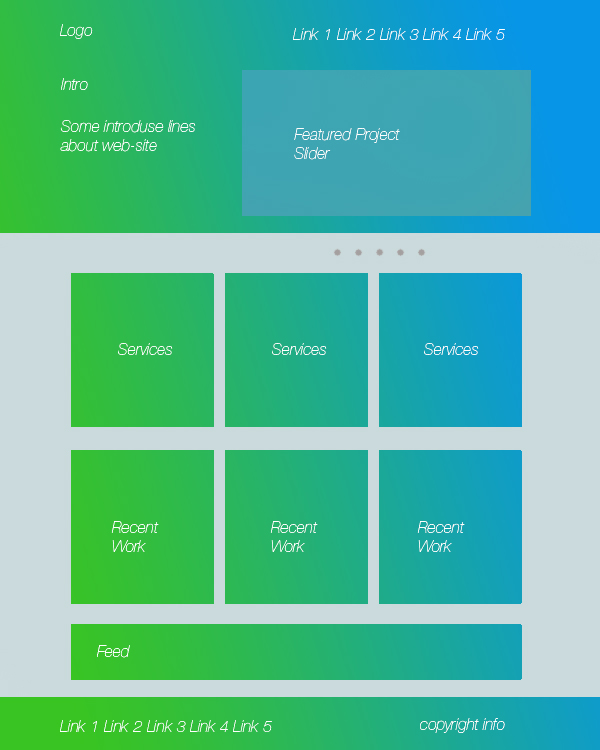 Logo
Link 1 Link 2 Link 3 Link 4 Link 5
Intro
Some introduse lines
about web-site
Featured Project
Slider
Services
Services
Services
Recent
Work
Recent
Work
Recent
Work
Feed
Link 1 Link 2 Link 3 Link 4 Link 5
copyright info